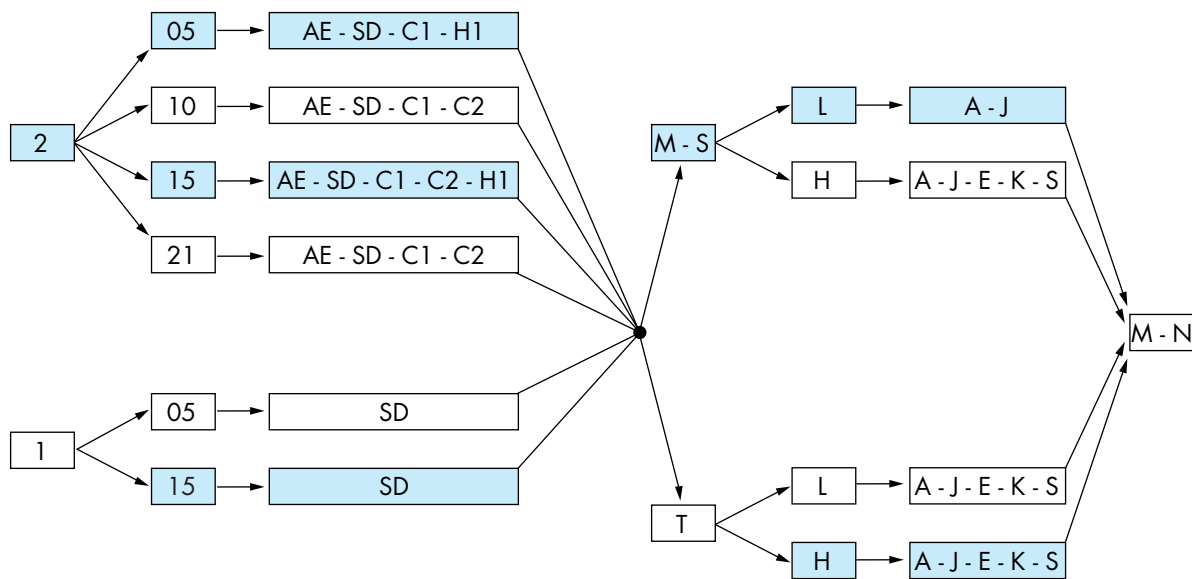 05
AE - SD - C1 - H1
10
AE - SD - C1 - C2
2
15
AE - SD - C1 - C2 - H1
21
AE - SD - C1 - C2
1
05
SD
15
SD
M - S
L
A - J
H
A - J - E - K - S
T
L
A - J - E - K - S
H
A - J - E - K - S
M - N